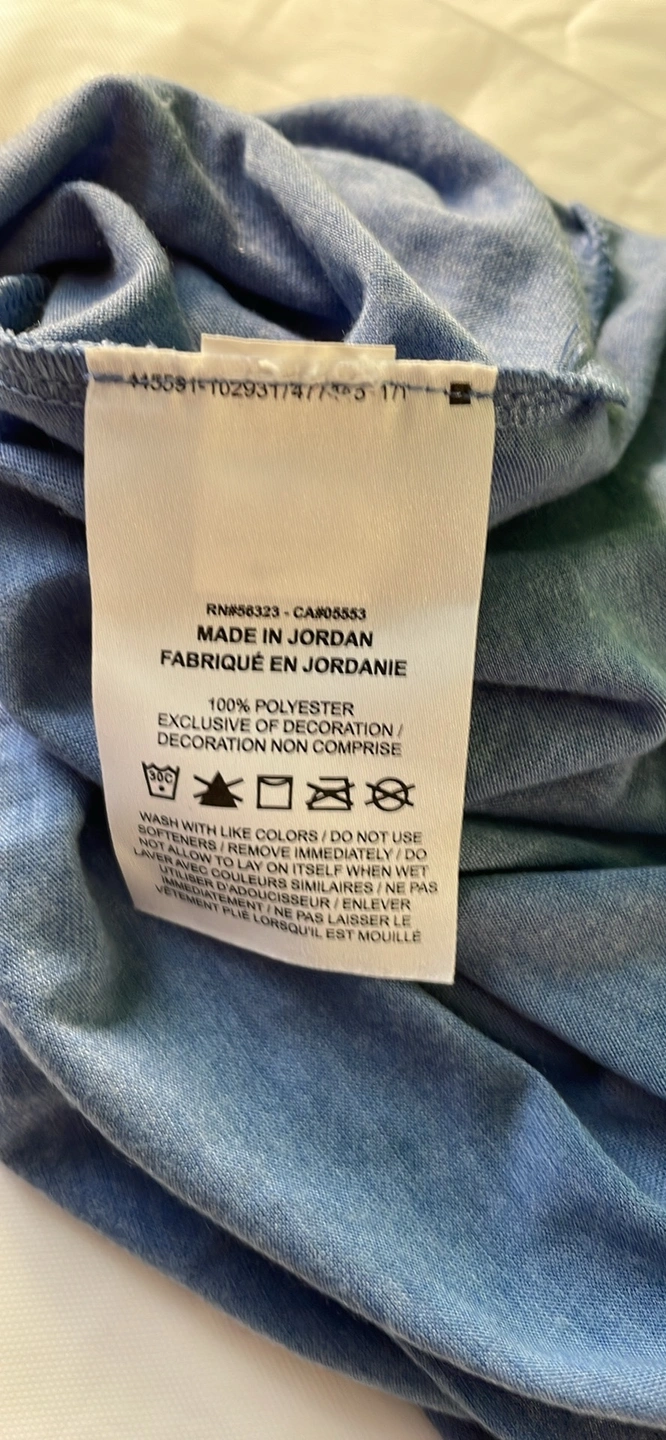 RN#56323 - CA#05553
MADE IN JORDAN
FABRIQUÉ EN JORDANIE
100% POLYESTER
EXCLUSIVE OF DECORATION /
DECORATION NON COMPRISE
30C
WASH WITH LIKE COLORS / DO NOT USE
SOFTENERS / REMOVE IMMEDIATELY / DO
NOT ALLOW TO LAY ON ITSELF WHEN WET
LAVER AVEC COULEURS SIMILAIRES / NE PAS
UTILISER D'ADOUCISSEUR / ENLEVER
IMMEDIATEMENT / NE PAS LAISSER LE
VÊTEMENT PLIÉ LORSQU'IL EST MOUILLÉ